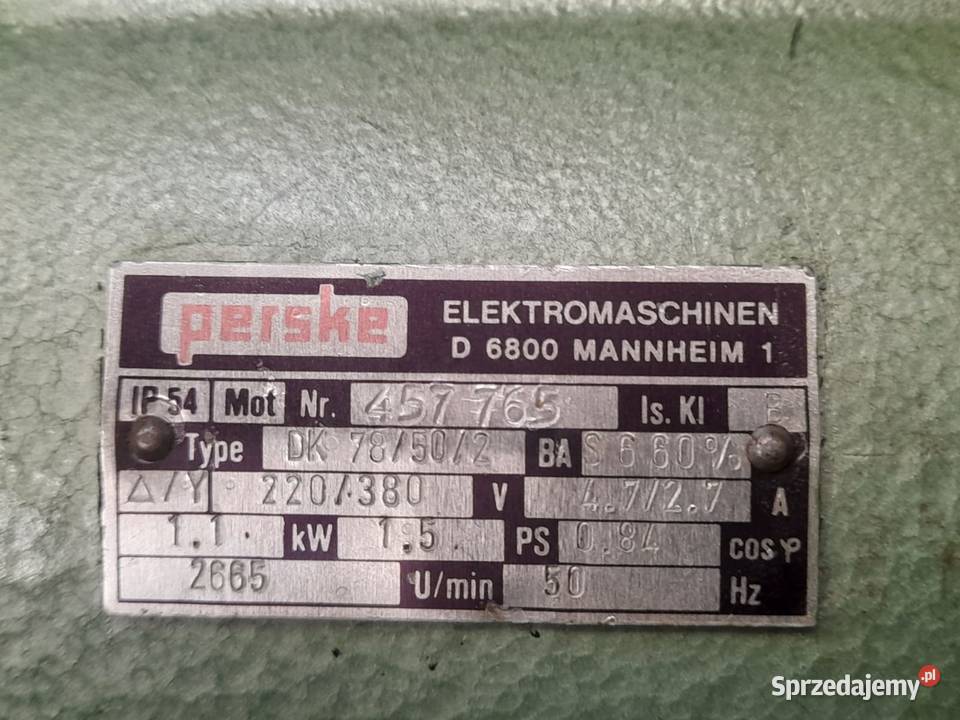 perske
ELEKTROMASCHINEN
D 6800 MANNHEIM 1
IP 54 Mot Nr. 457 765 Is. Kl B
Type DK 78/50/2 BA S 6 60%
△/Y 220/380 V 4.7/2.7 A
1.1 kW 1.5 PS 0,84 cos φ
2665 U/min 50 Hz
Sprzedajemy.pl